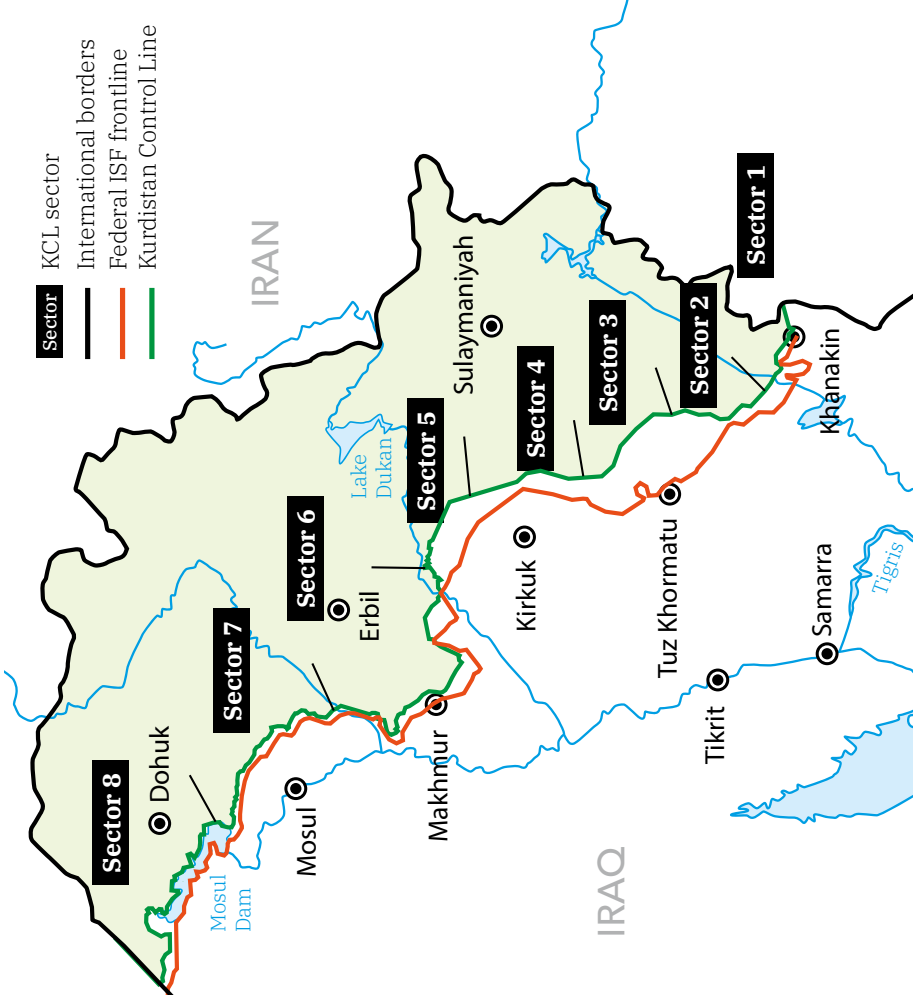 Sector KCL sector
International borders
Federal ISF frontline
Kurdistan Control Line
IRAN
IRAQ
Sector 8
Dohuk
Mosul
Dam
Mosul
Sector 7
Sector 6
Erbil
Makhmur
Lake
Dukan
Sector 5
Sulaymaniyah
Kirkuk
Sector 4
Sector 3
Tuz Khormatu
Sector 2
Sector 1
Khanakin
Tikrit
Samarra
Tigris